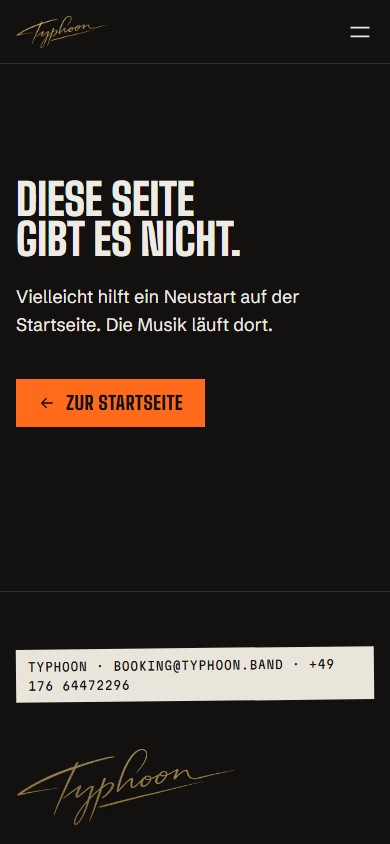 Typhoon
DIESE SEITE
GIBT ES NICHT.
Vielleicht hilft ein Neustart auf der
Startseite. Die Musik läuft dort.
← ZUR STARTSEITE
TYPHOON · BOOKING@TYPHOON.BAND · +49
176 64472296
Typhoon